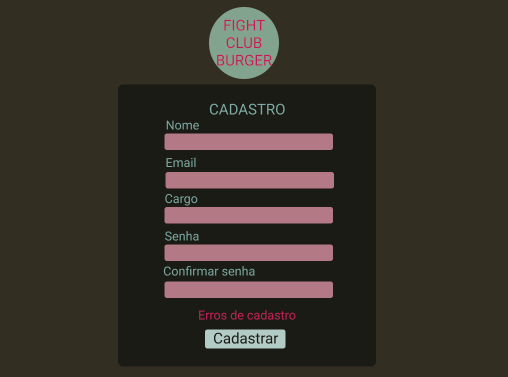 FIGHT
CLUB
BURGER
CADASTRO
Nome
Email
Cargo
Senha
Confirmar senha
Erros de cadastro
Cadastrar